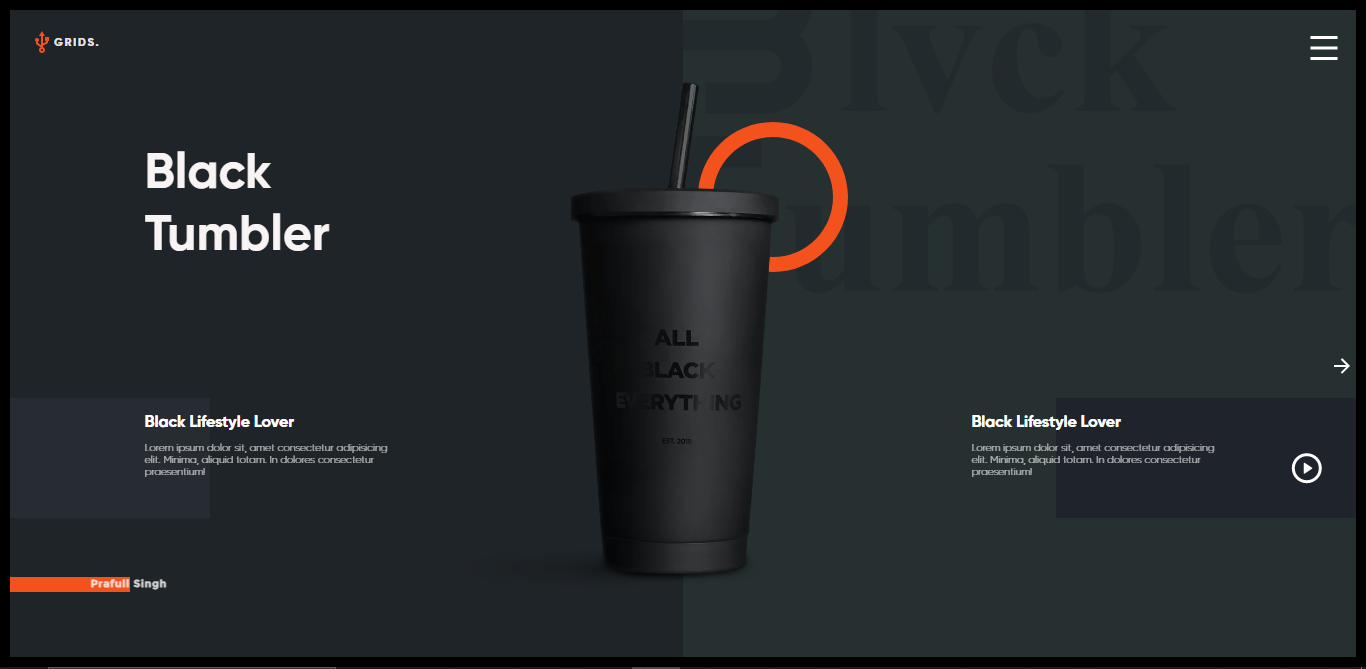 GRIDS.
Blvck
Tumbler
Black
Tumbler
ALL
BLACK
EVERYTHING
EST. 2011
Black Lifestyle Lover
Lorem ipsum dolor sit, amet consectetur adipisicing
elit. Minima, aliquid totam. In dolores consectetur
praesentium!
Black Lifestyle Lover
Lorem ipsum dolor sit, amet consectetur adipisicing
elit. Minima, aliquid totam. In dolores consectetur
praesentium!
Prafull Singh